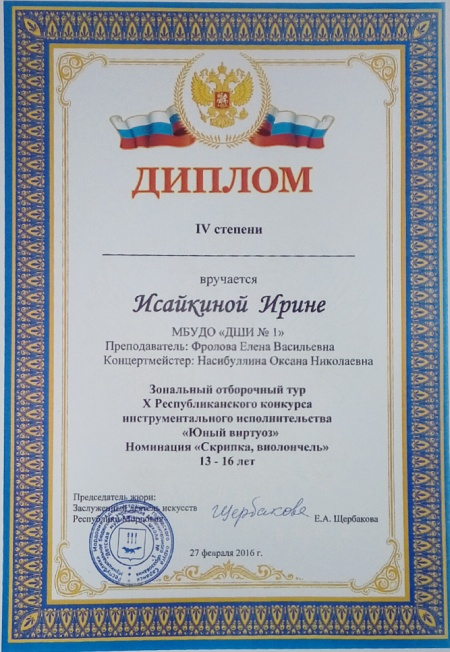 ДИПЛОМ
IV степени
вручается
Исайкиной Ирине
МБУДО «ДШИ № 1»
Преподаватель: Фролова Елена Васильевна
Концертмейстер: Насибуллина Оксана Николаевна
Зональный отборочный тур
X Республиканского конкурса
инструментального исполнительства
«Юный виртуоз»
Номинация «Скрипка, виолончель»
13 - 16 лет
Председатель жюри:
Заслуженный деятель искусств
Республики Мордовия
Щербакова
Е.А. Щербакова
27 февраля 2016 г.